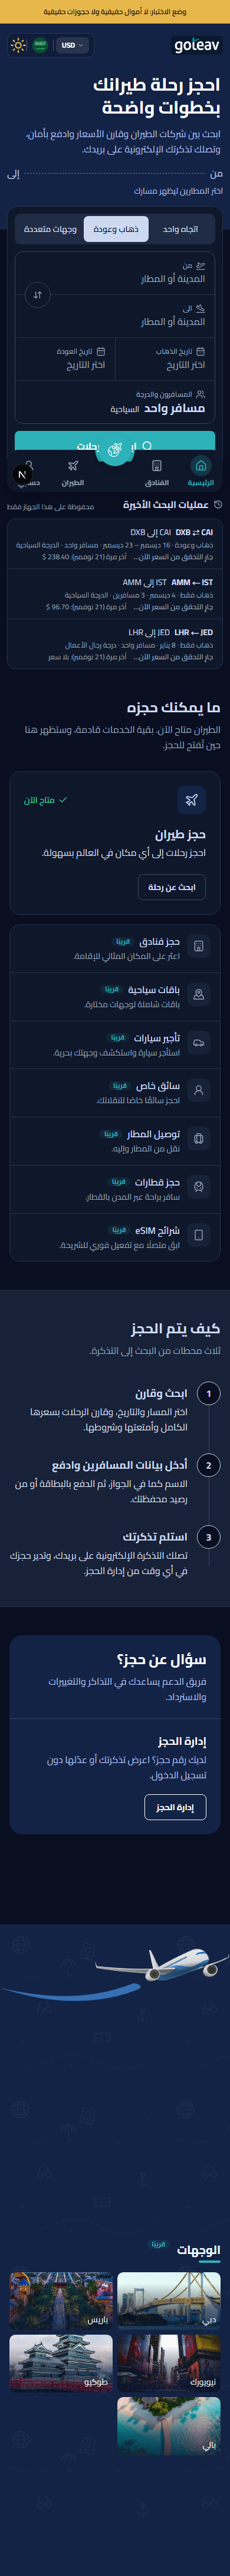 وضع الاختبار: لا أموال حقيقية ولا حجوزات حقيقية
goleav
USD
احجز رحلة طيرانك
بخطوات واضحة
ابحث بين شركات الطيران وقارن الأسعار وادفع بأمان،
وتصلك تذكرتك الإلكترونية على بريدك.
من
إلى
اختر المطارين ليظهر مسارك
اتجاه واحد
ذهاب وعودة
وجهات متعددة
من
المدينة أو المطار
إلى
المدينة أو المطار
تاريخ الذهاب
اختر التاريخ
تاريخ العودة
اختر التاريخ
المسافرون والدرجة
مسافر واحد السياحية
الرئيسية
الفنادق
الطيران
N
عمليات البحث الأخيرة
محفوظة على هذا الجهاز فقط
DXB ⇄ CAI CAI إلى DXB
ذهاب وعودة · 16 ديسمبر – 23 ديسمبر · مسافر واحد · الدرجة السياحية
جارٍ التحقق من السعر الآن... آخر مرة (21 نوفمبر): 238.40 $
AMM ← IST IST إلى AMM
ذهاب فقط · 4 ديسمبر · 3 مسافرين · الدرجة السياحية
جارٍ التحقق من السعر الآن... آخر مرة (21 نوفمبر): 96.70 $
LHR ← JED JED إلى LHR
ذهاب فقط · 8 يناير · مسافر واحد · درجة رجال الأعمال
جارٍ التحقق من السعر الآن... آخر مرة (21 نوفمبر): بلا سعر
ما يمكنك حجزه
الطيران متاح الآن. بقية الخدمات قادمة، وستظهر هنا
حين تُفتح للحجز.
متاح الآن
حجز طيران
احجز رحلات إلى أي مكان في العالم بسهولة.
ابحث عن رحلة
حجز فنادق قريبًا
اعثر على المكان المثالي للإقامة.
باقات سياحية قريبًا
باقات شاملة لوجهات مختارة.
تأجير سيارات قريبًا
استأجر سيارة واستكشف وجهتك بحرية.
سائق خاص قريبًا
احجز سائقًا خاصًا لتنقلاتك.
توصيل المطار قريبًا
نقل من المطار وإليه.
حجز قطارات قريبًا
سافر براحة عبر المدن بالقطار.
شرائح eSIM قريبًا
ابقَ متصلًا مع تفعيل فوري للشريحة.
كيف يتم الحجز
ثلاث محطات من البحث إلى التذكرة.
1
ابحث وقارن
اختر المسار والتاريخ، وقارن الرحلات بسعرها
الكامل وأمتعتها وشروطها.
2
أدخل بيانات المسافرين وادفع
الاسم كما في الجواز، ثم الدفع بالبطاقة أو من
رصيد محفظتك.
3
استلم تذكرتك
تصلك التذكرة الإلكترونية على بريدك، وتدير حجزك
في أي وقت من إدارة الحجز.
سؤال عن حجز؟
فريق الدعم يساعدك في التذاكر والتغييرات
والاسترداد.
إدارة الحجز
لديك رقم حجز؟ اعرض تذكرتك أو عدّلها دون
تسجيل الدخول.
إدارة الحجز
الوجهات
قريبًا
دبي
باريس
نيويورك
طوكيو
بالي